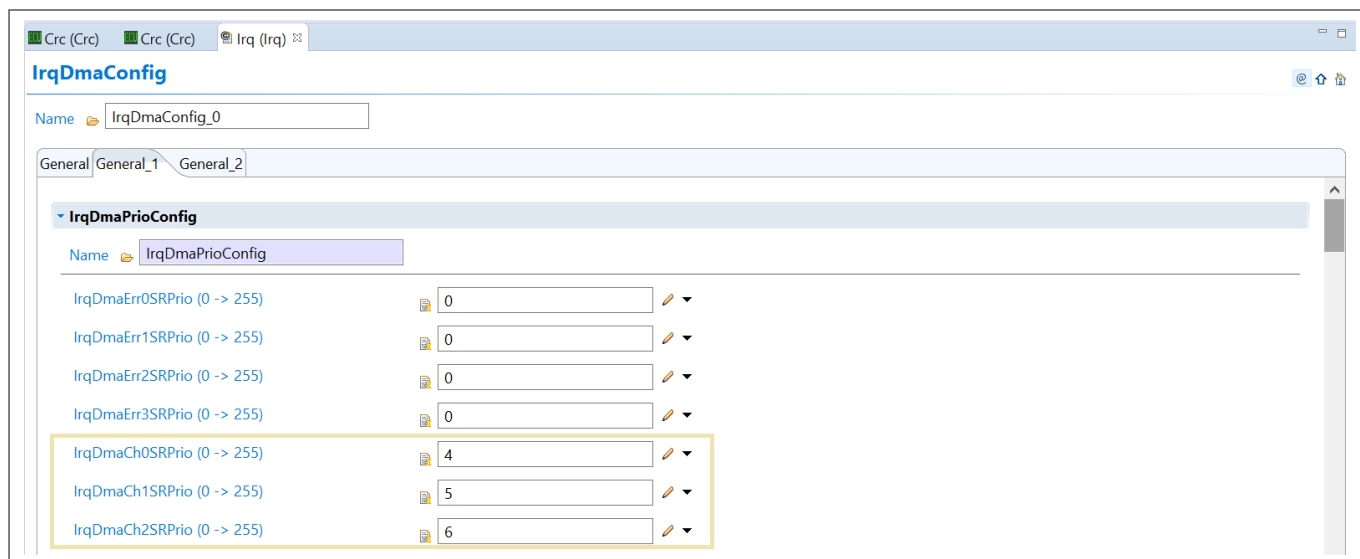 Crc (Crc) Crc (Crc) Irq (Irq)
IrqDmaConfig
Name IrqDmaConfig_0
General General_1 General_2
IrqDmaPrioConfig
Name IrqDmaPrioConfig
IrqDmaErr0SRPrio (0 -> 255) 0
IrqDmaErr1SRPrio (0 -> 255) 0
IrqDmaErr2SRPrio (0 -> 255) 0
IrqDmaErr3SRPrio (0 -> 255) 0
IrqDmaCh0SRPrio (0 -> 255) 4
IrqDmaCh1SRPrio (0 -> 255) 5
IrqDmaCh2SRPrio (0 -> 255) 6